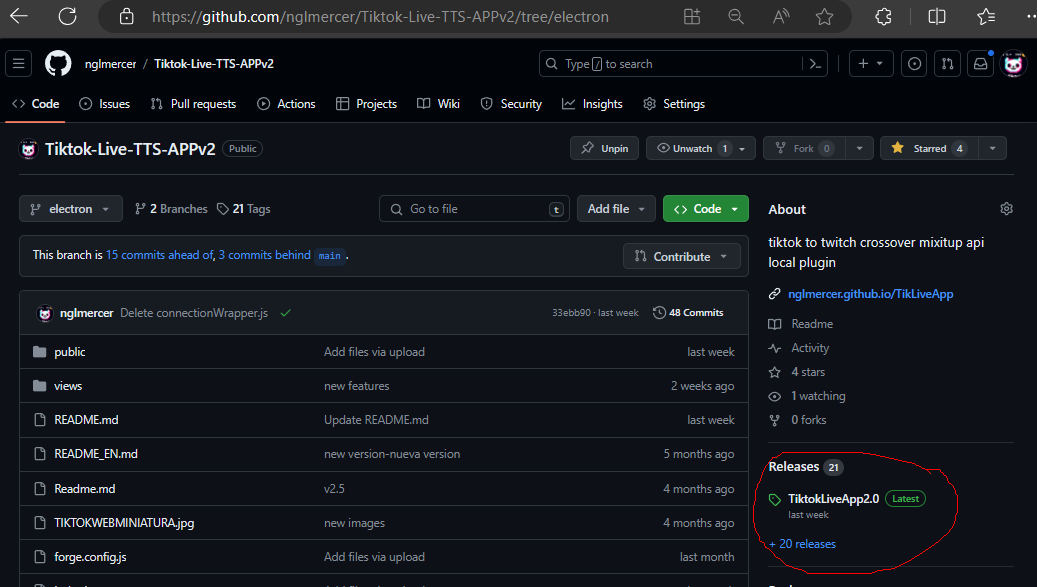 https://github.com/nglmercer/Tiktok-Live-TTS-APPv2/tree/electron
nglmercer / Tiktok-Live-TTS-APPv2
Type / to search
Code Issues Pull requests Actions Projects Wiki Security Insights Settings
Tiktok-Live-TTS-APPv2 Public
Unpin Unwatch 1 Fork 0 Starred 4
electron 2 Branches 21 Tags Go to file t Add file Code
This branch is 15 commits ahead of, 3 commits behind main .
Contribute
nglmercer Delete connectionWrapper.js 33ebb90 · last week 48 Commits
public Add files via upload last week
views new features 2 weeks ago
README.md Update README.md last week
README_EN.md new version-nueva version 5 months ago
Readme.md v2.5 4 months ago
TIKTOKWEBMINIATURA.jpg new images 4 months ago
forge.config.js Add files via upload last month
About
tiktok to twitch crossover mixitup api
local plugin
nglmercer.github.io/TikLiveApp
Readme
Activity
4 stars
1 watching
0 forks
Releases 21
TiktokLiveApp2.0 Latest
last week
+ 20 releases